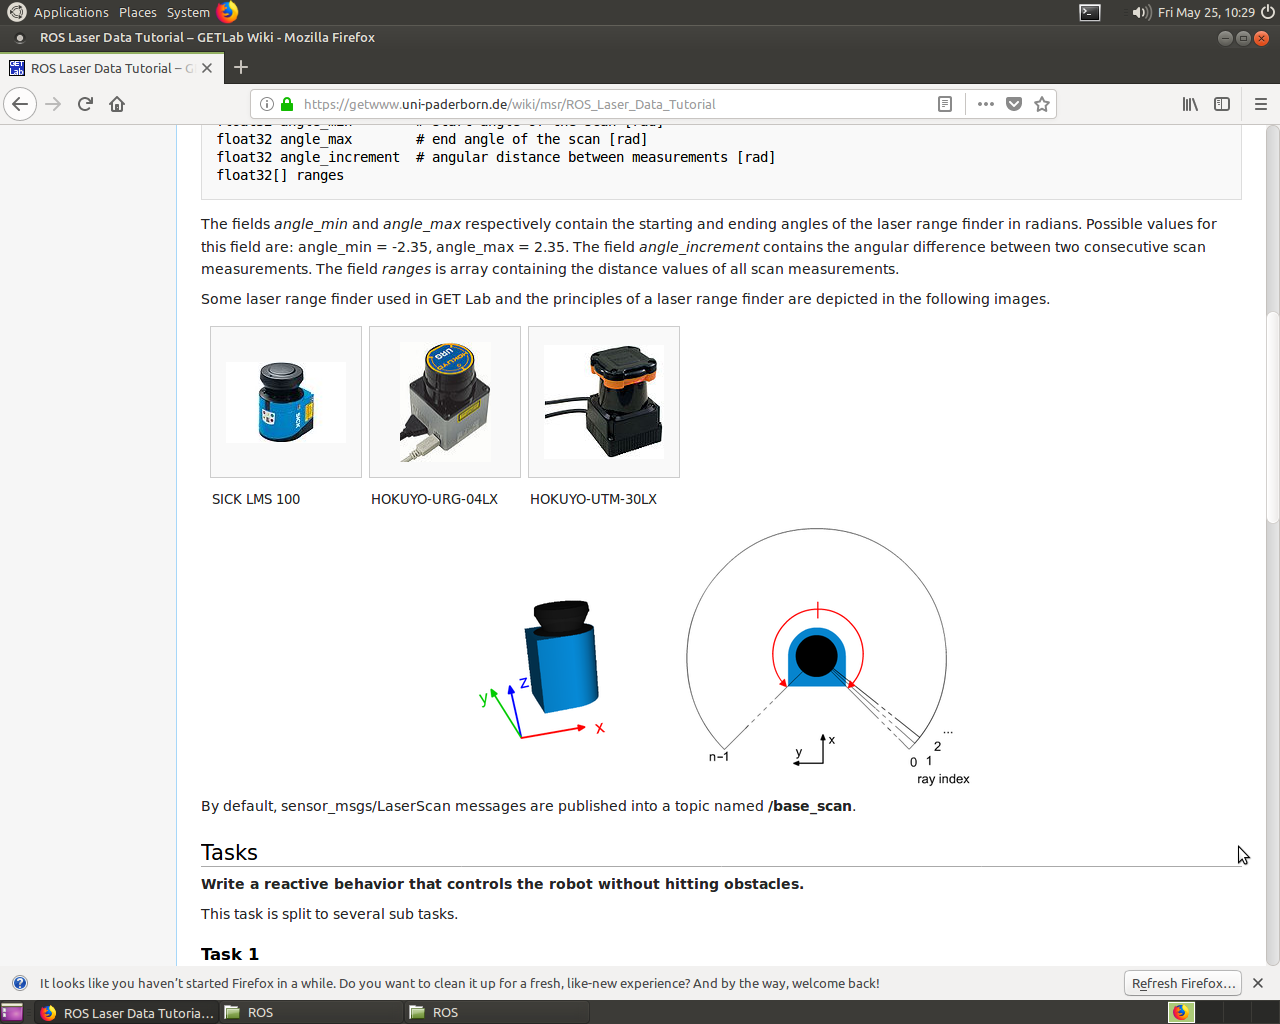 Applications Places System
Fri May 25, 10:29
ROS Laser Data Tutorial – GETLab Wiki - Mozilla Firefox
GET Lab
ROS Laser Data Tutorial – G
https://getwww.uni-paderborn.de/wiki/msr/ROS_Laser_Data_Tutorial
float32 angle_max # end angle of the scan [rad]
float32 angle_increment # angular distance between measurements [rad]
float32[] ranges
The fields angle_min and angle_max respectively contain the starting and ending angles of the laser range finder in radians. Possible values for
this field are: angle_min = -2.35, angle_max = 2.35. The field angle_increment contains the angular difference between two consecutive scan
measurements. The field ranges is array containing the distance values of all scan measurements.
Some laser range finder used in GET Lab and the principles of a laser range finder are depicted in the following images.
SICK
HOKUYO
URG
SICK LMS 100
HOKUYO-URG-04LX
HOKUYO-UTM-30LX
y
z
x
n−1
y
x
0 1 2 ...
ray index
By default, sensor_msgs/LaserScan messages are published into a topic named /base_scan.
Tasks
Write a reactive behavior that controls the robot without hitting obstacles.
This task is split to several sub tasks.
Task 1
It looks like you haven’t started Firefox in a while. Do you want to clean it up for a fresh, like-new experience? And by the way, welcome back!
Refresh Firefox...
ROS Laser Data Tutoria...
ROS
ROS